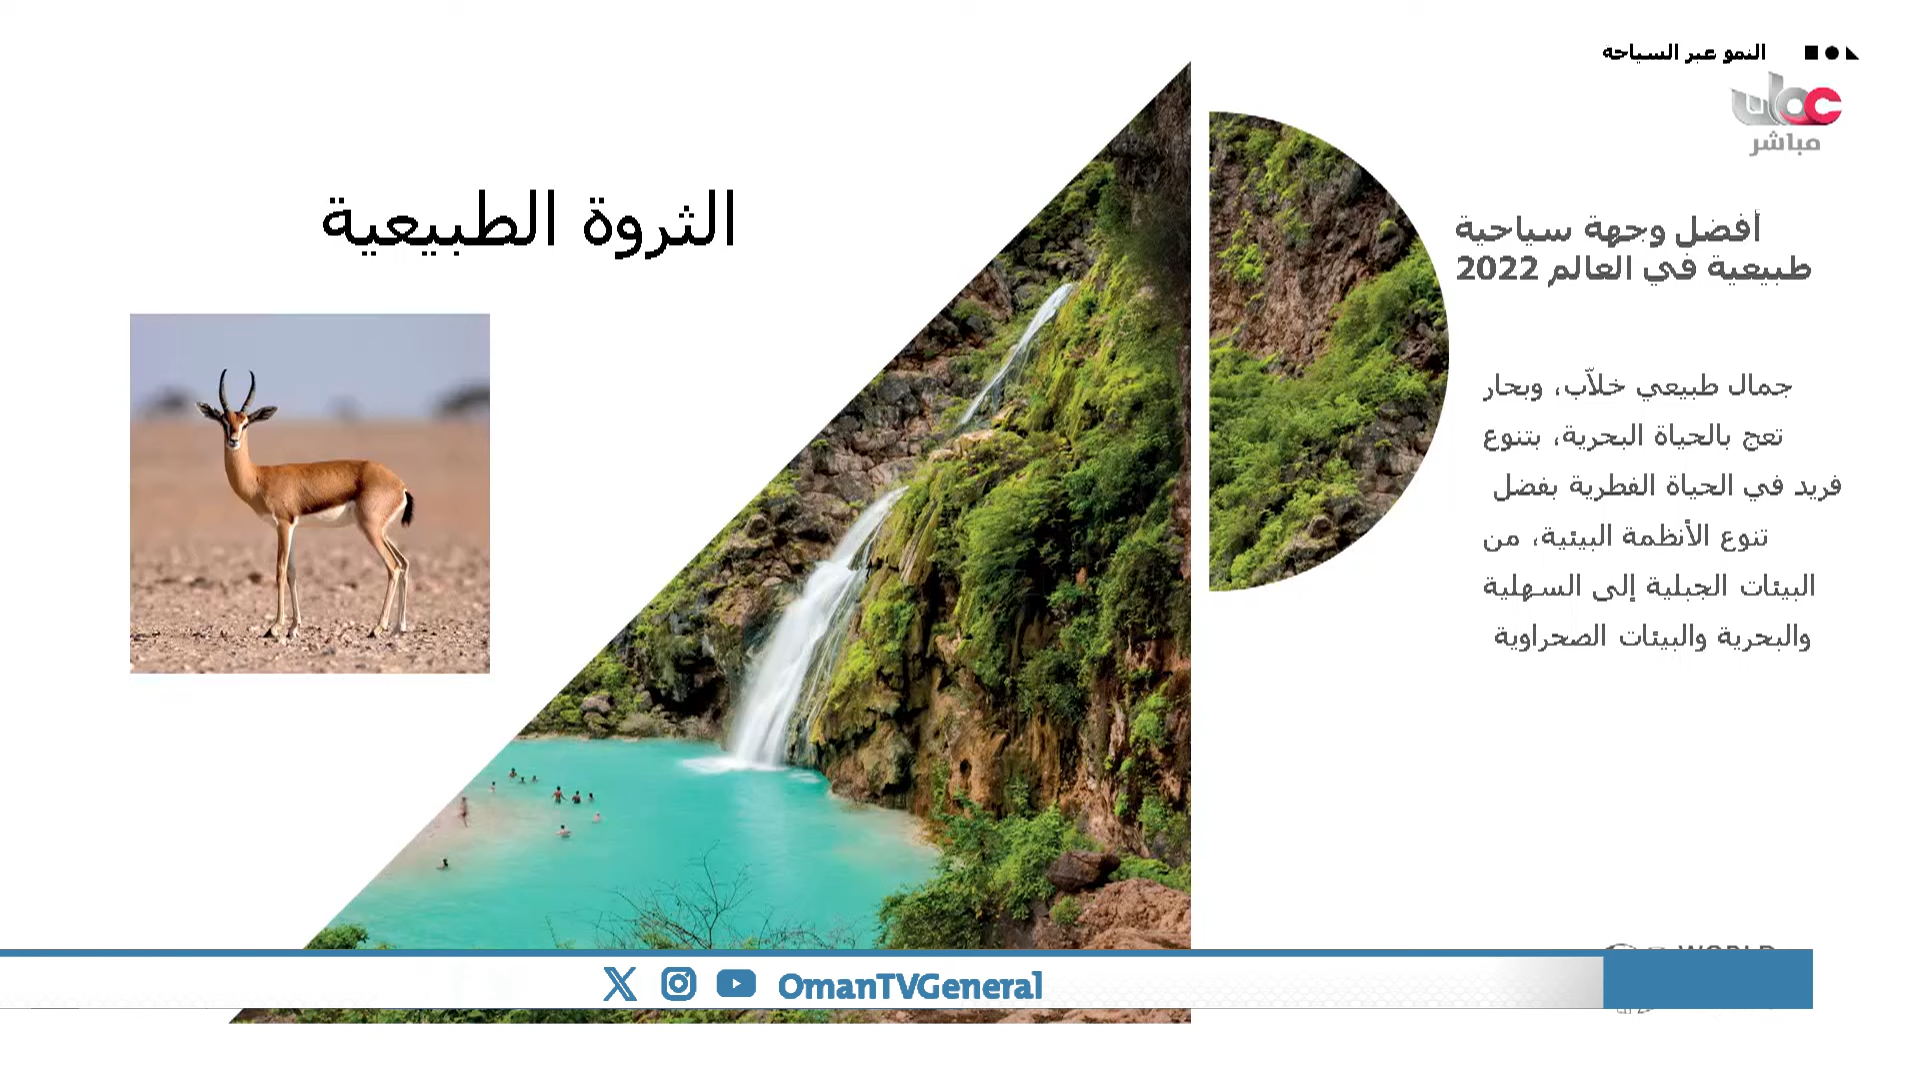 النمو عبر السياحة
عمان
مباشر
الثروة الطبيعية
أفضل وجهة سياحية
طبيعية في العالم 2022
جمال طبيعي خلاّب، وبحار
تعج بالحياة البحرية، بتنوع
فريد في الحياة الفطرية بفضل
تنوع الأنظمة البيئية، من
البيئات الجبلية إلى السهلية
والبحرية والبيئات الصحراوية
OmanTVGeneral